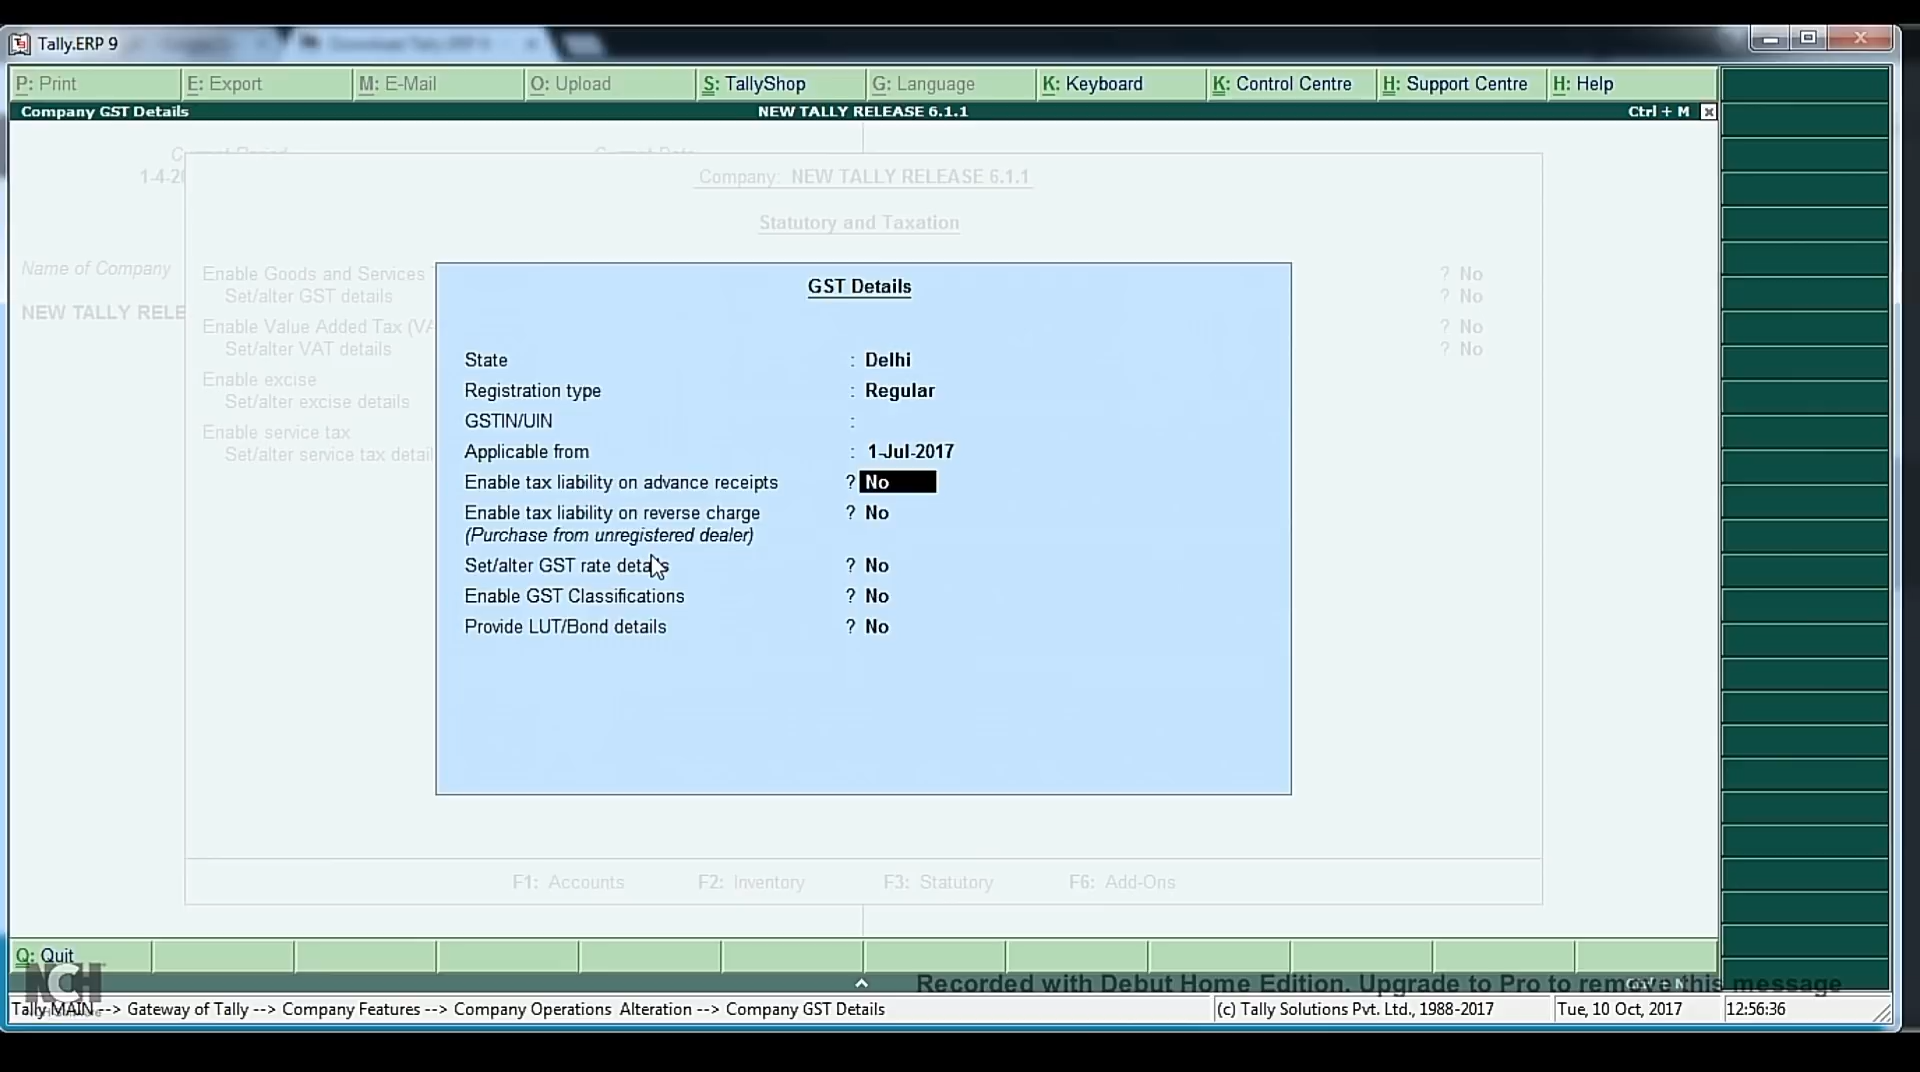 Tally.ERP 9
P: Print E: Export M: E-Mail O: Upload S: TallyShop G: Language K: Keyboard K: Control Centre H: Support Centre H: Help
Company GST Details NEW TALLY RELEASE 6.1.1 Ctrl + M
1-4-20
Company: NEW TALLY RELEASE 6.1.1
Statutory and Taxation
Name of Company
NEW TALLY RELE
Enable Goods and Services ? No
Set/alter GST details ? No
Enable Value Added Tax (VA ? No
Set/alter VAT details ? No
Enable excise
Set/alter excise details
Enable service tax
Set/alter service tax detail
GST Details
State : Delhi
Registration type : Regular
GSTIN/UIN :
Applicable from : 1-Jul-2017
Enable tax liability on advance receipts ? No
Enable tax liability on reverse charge ? No
(Purchase from unregistered dealer)
Set/alter GST rate details ? No
Enable GST Classifications ? No
Provide LUT/Bond details ? No
F1: Accounts F2: Inventory F3: Statutory F6: Add-Ons
Q: Quit
NCH
Recorded with Debut Home Edition. Upgrade to Pro to remove this message
Tally MAIN --> Gateway of Tally --> Company Features --> Company Operations Alteration --> Company GST Details (c) Tally Solutions Pvt. Ltd., 1988-2017 Tue, 10 Oct, 2017 12:56:36